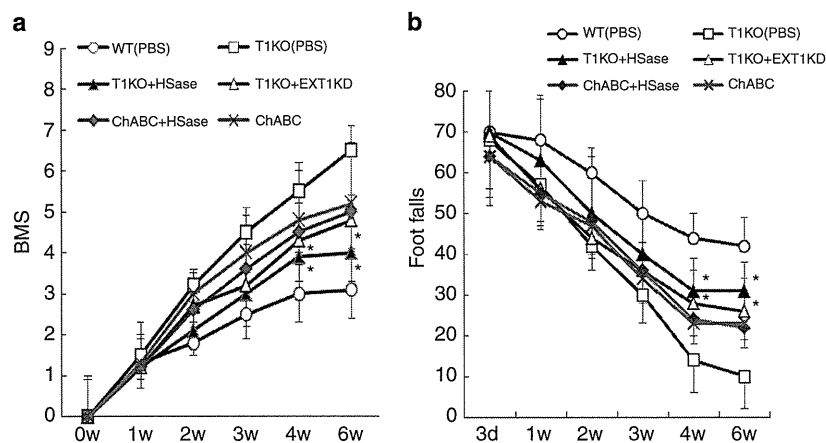 a
9
8
7
6
5
4
3
2
1
0
BMS
WT(PBS) T1KO(PBS)
T1KO+HSase T1KO+EXT1KD
ChABC+HSase ChABC
*
*
*
*
0w 1w 2w 3w 4w 6w
b
WT(PBS) T1KO(PBS)
T1KO+HSase T1KO+EXT1KD
ChABC+HSase ChABC
80
70
60
50
40
30
20
10
0
Foot falls
* *
* *
3d 1w 2w 3w 4w 6w